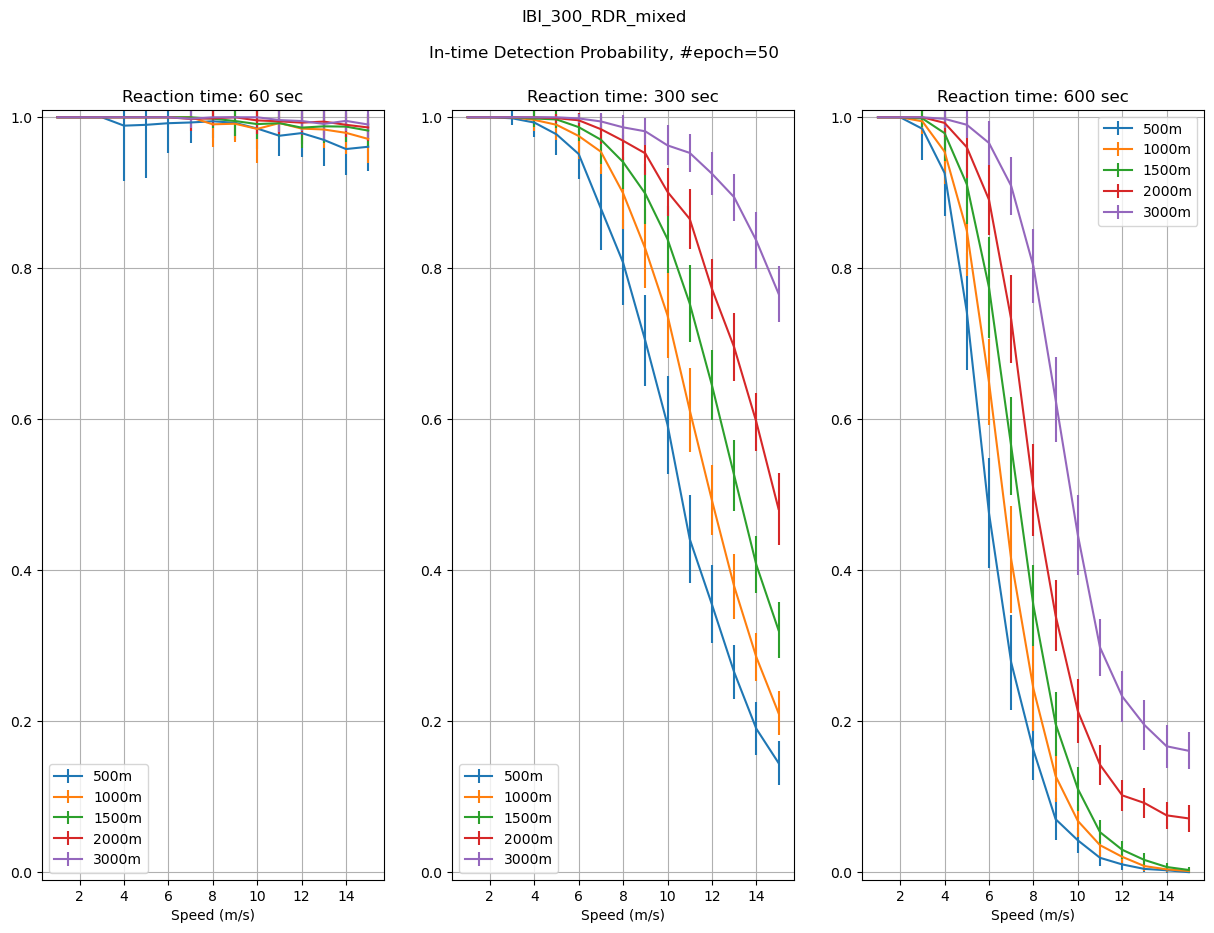 IBI_300_RDR_mixed
In-time Detection Probability, #epoch=50
Reaction time: 60 sec
1.0
0.8
0.6
0.4
0.2
0.0
500m
1000m
1500m
2000m
3000m
2 4 6 8 10 12 14
Speed (m/s)
Reaction time: 300 sec
1.0
0.8
0.6
0.4
0.2
0.0
500m
1000m
1500m
2000m
3000m
2 4 6 8 10 12 14
Speed (m/s)
Reaction time: 600 sec
1.0
0.8
0.6
0.4
0.2
0.0
500m
1000m
1500m
2000m
3000m
2 4 6 8 10 12 14
Speed (m/s)